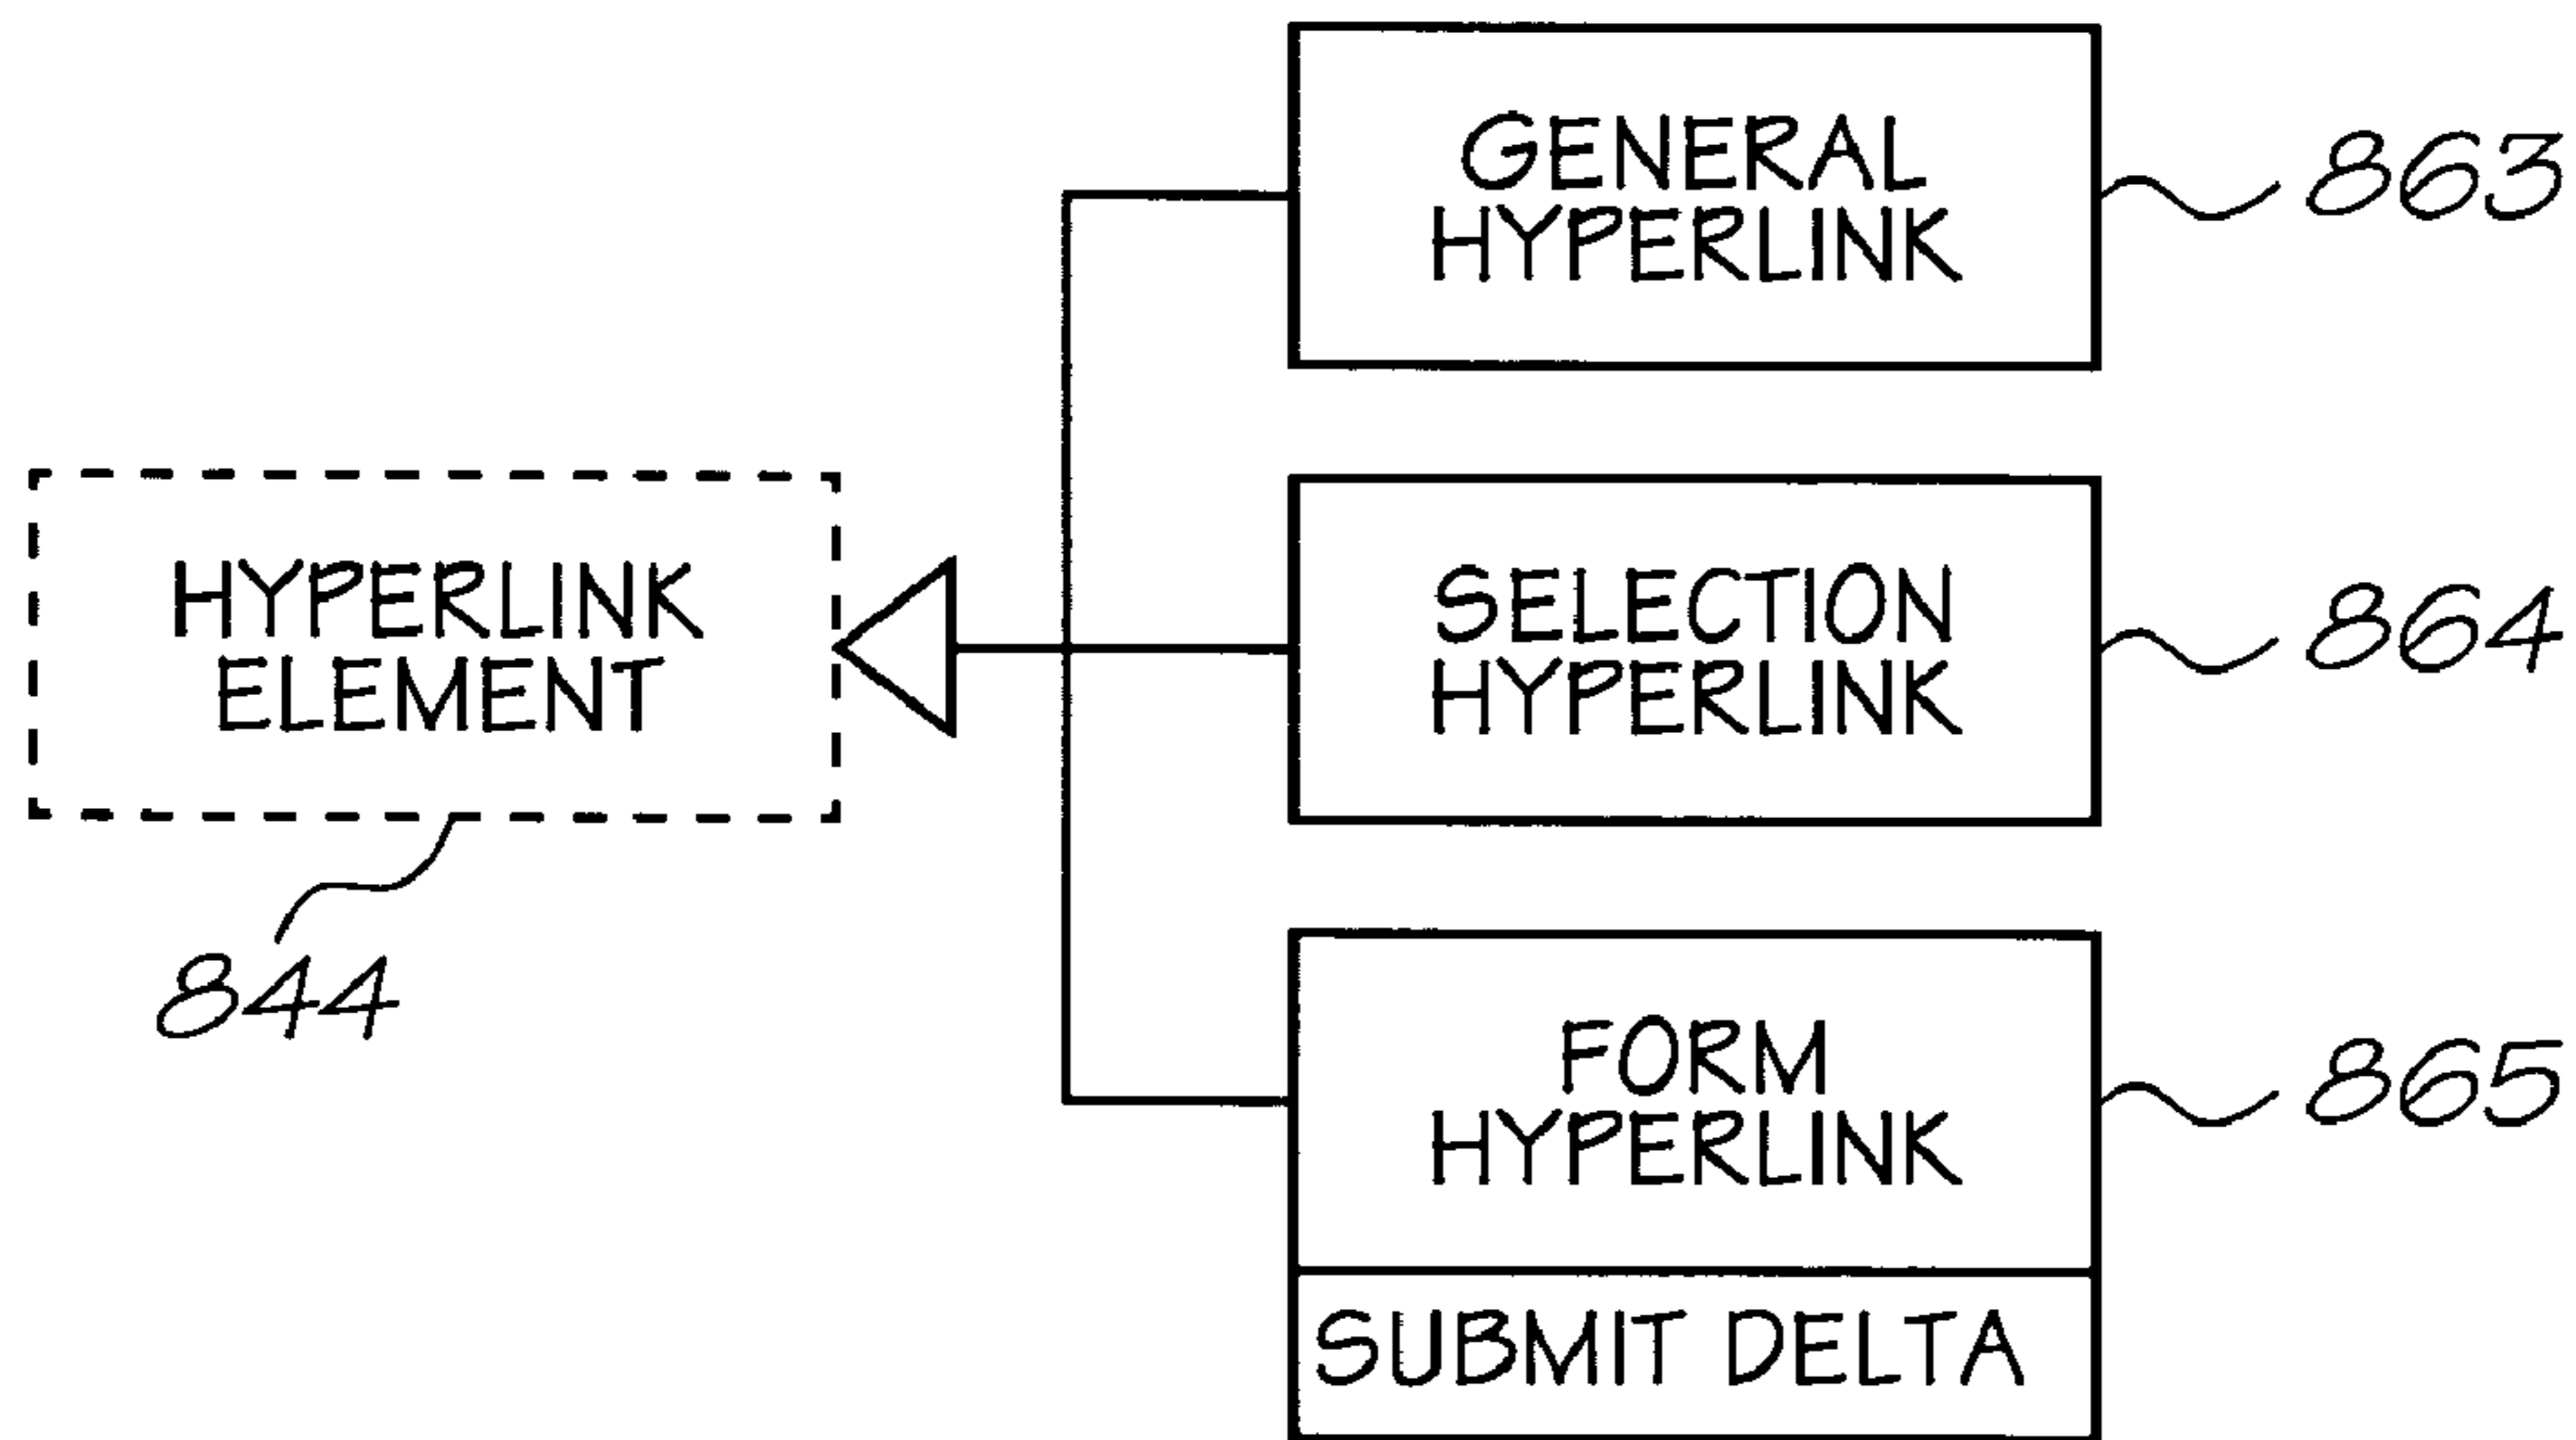 GENERAL
HYPERLINK
863
HYPERLINK
ELEMENT
844
SELECTION
HYPERLINK
864
FORM
HYPERLINK
865
SUBMIT DELTA